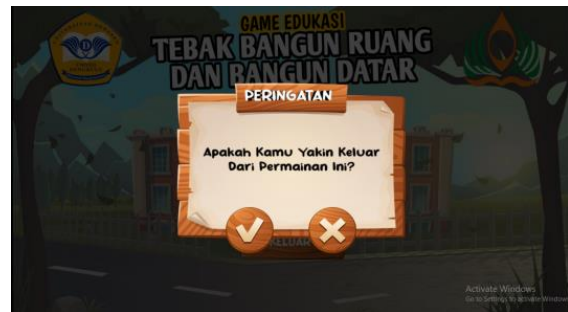 GAME EDUKASI
TEBAK BANGUN RUANG
DAN BANGUN DATAR
PERINGATAN
Apakah Kamu Yakin Keluar
Dari Permainan Ini?
KELUAR
Activate Windows
Go to Settings to activate Windows